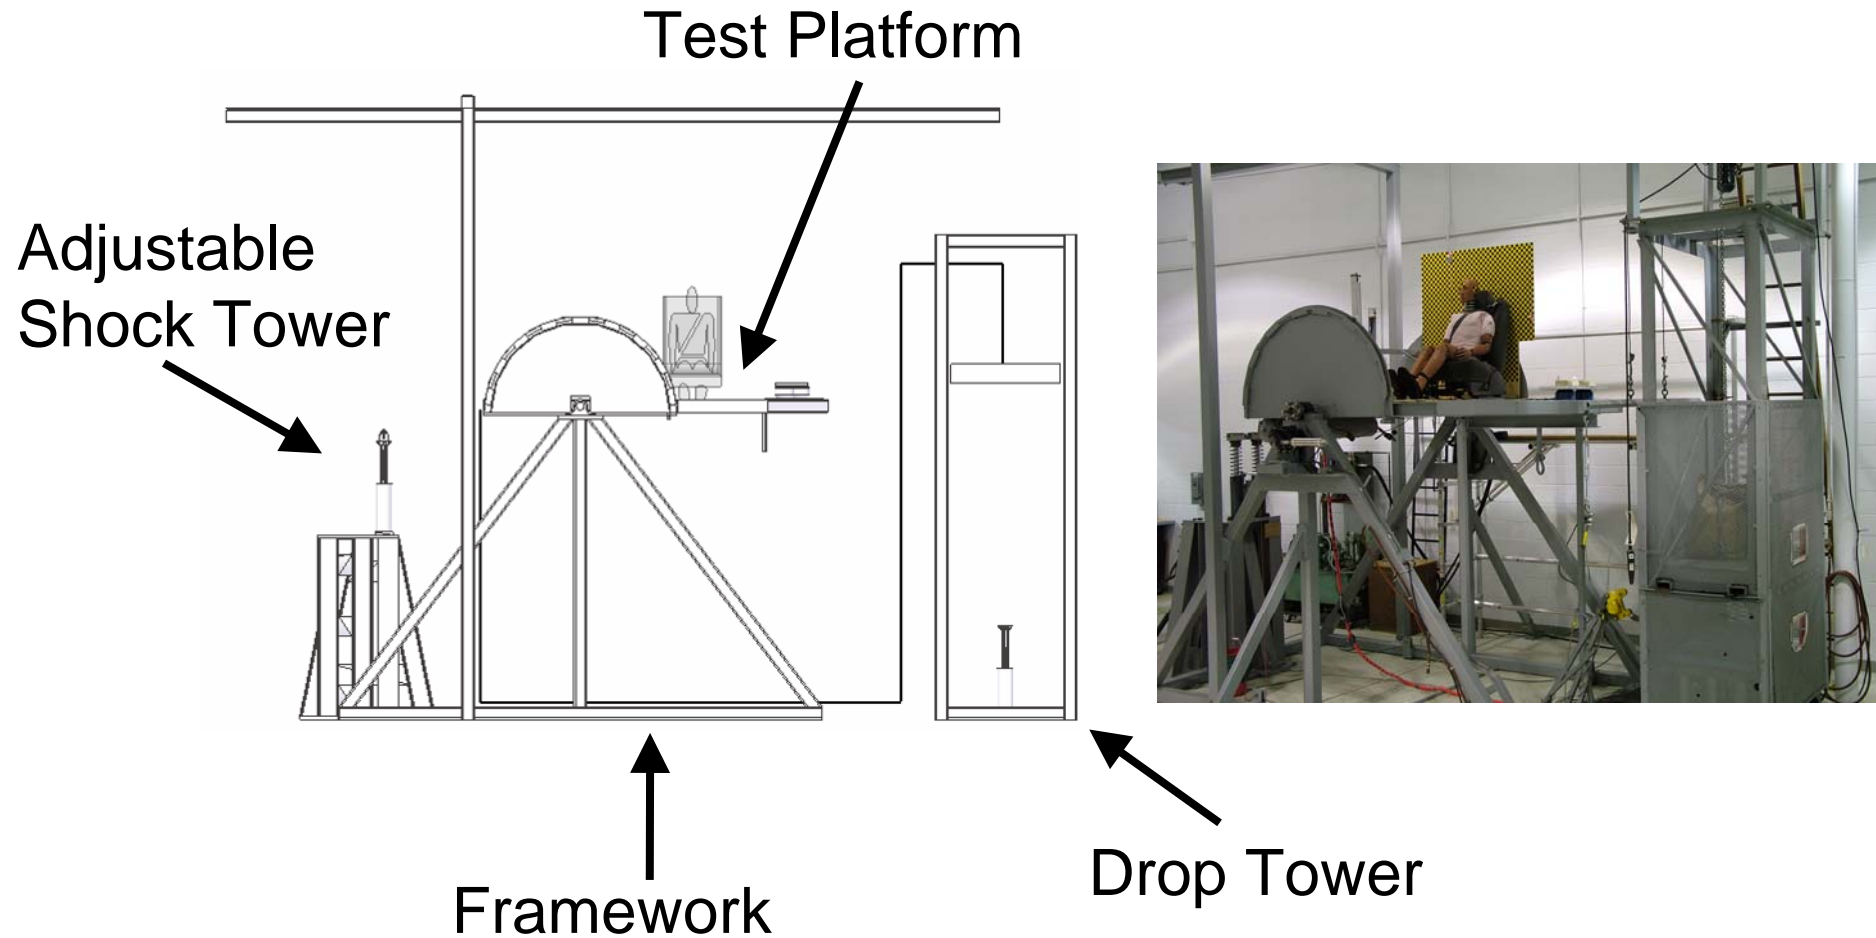 Test Platform
Adjustable
Shock Tower
Framework
Drop Tower